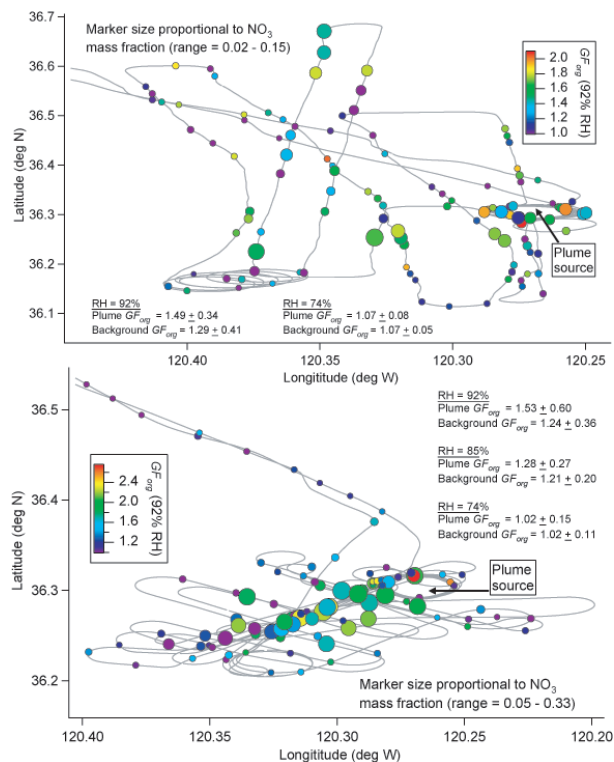 36.7
36.6
36.5
36.4
36.3
36.2
36.1
Latitude (deg N)
Marker size proportional to NO3
mass fraction (range = 0.02 - 0.15)
2.0
1.8
1.6
1.4
1.2
1.0
GForg
(92% RH)
Plume
source
RH = 92%
Plume GForg = 1.49 ± 0.34
Background GForg = 1.29 ± 0.41
RH = 74%
Plume GForg = 1.07 ± 0.08
Background GForg = 1.07 ± 0.05
120.40 120.35 120.30 120.25
Longititude (deg W)
36.5
36.4
36.3
36.2
Latitude (deg N)
2.4
2.0
1.6
1.2
GForg
(92% RH)
RH = 92%
Plume GForg = 1.53 ± 0.60
Background GForg = 1.24 ± 0.36
RH = 85%
Plume GForg = 1.28 ± 0.27
Background GForg = 1.21 ± 0.20
RH = 74%
Plume GForg = 1.02 ± 0.15
Background GForg = 1.02 ± 0.11
Plume
source
Marker size proportional to NO3
mass fraction (range = 0.05 - 0.33)
120.40 120.35 120.30 120.25 120.20
Longititude (deg W)